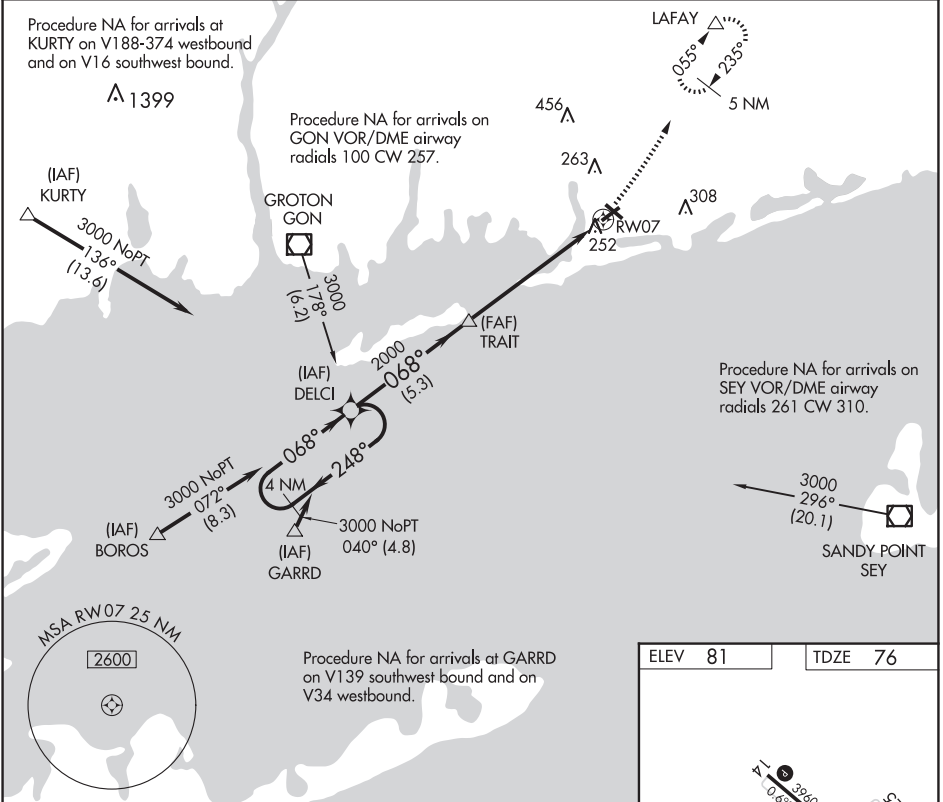 Procedure NA for arrivals at
KURTY on V188-374 westbound
and on V16 southwest bound.
1399
LAFAY
055°
235°
5 NM
456
Procedure NA for arrivals on
GON VOR/DME airway
radials 100 CW 257.
263
(IAF)
KURTY
3000 NoPT
136°
(13.6)
GROTON
GON
308
RW07
252
3000
178°
(6.2)
(FAF)
TRAIT
2000
068°
(5.3)
(IAF)
DELCI
Procedure NA for arrivals on
SEY VOR/DME airway
radials 261 CW 310.
068°
248°
3000 NoPT
072°
(8.3)
4 NM
(IAF)
BOROS
3000 NoPT
040° (4.8)
(IAF)
GARRD
3000
296°
(20.1)
SANDY POINT
SEY
MSA RW07 25 NM
2600
Procedure NA for arrivals at GARRD
on V139 southwest bound and on
V34 westbound.
ELEV 81
TDZE 76
14
P
3960